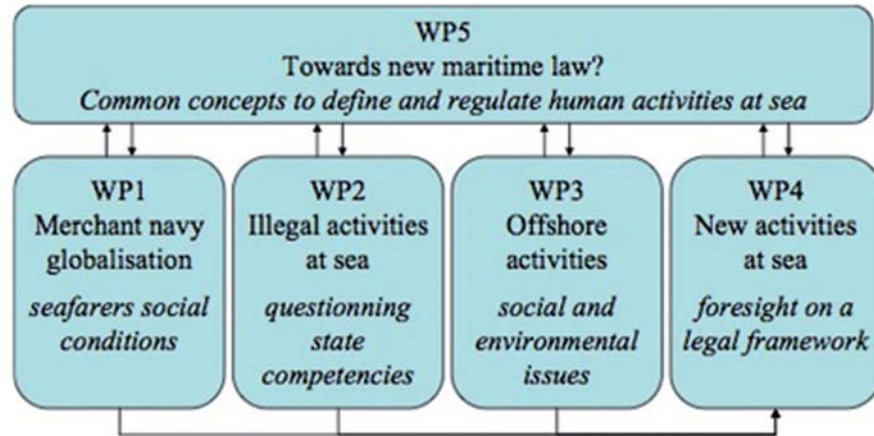 WP5
Towards new maritime law?
Common concepts to define and regulate human activities at sea
WP1
Merchant navy
globalisation
seafarers social
conditions
WP2
Illegal activities
at sea
questionning
state
competencies
WP3
Offshore
activities
social and
environmental
issues
WP4
New activities
at sea
foresight on a
legal framework